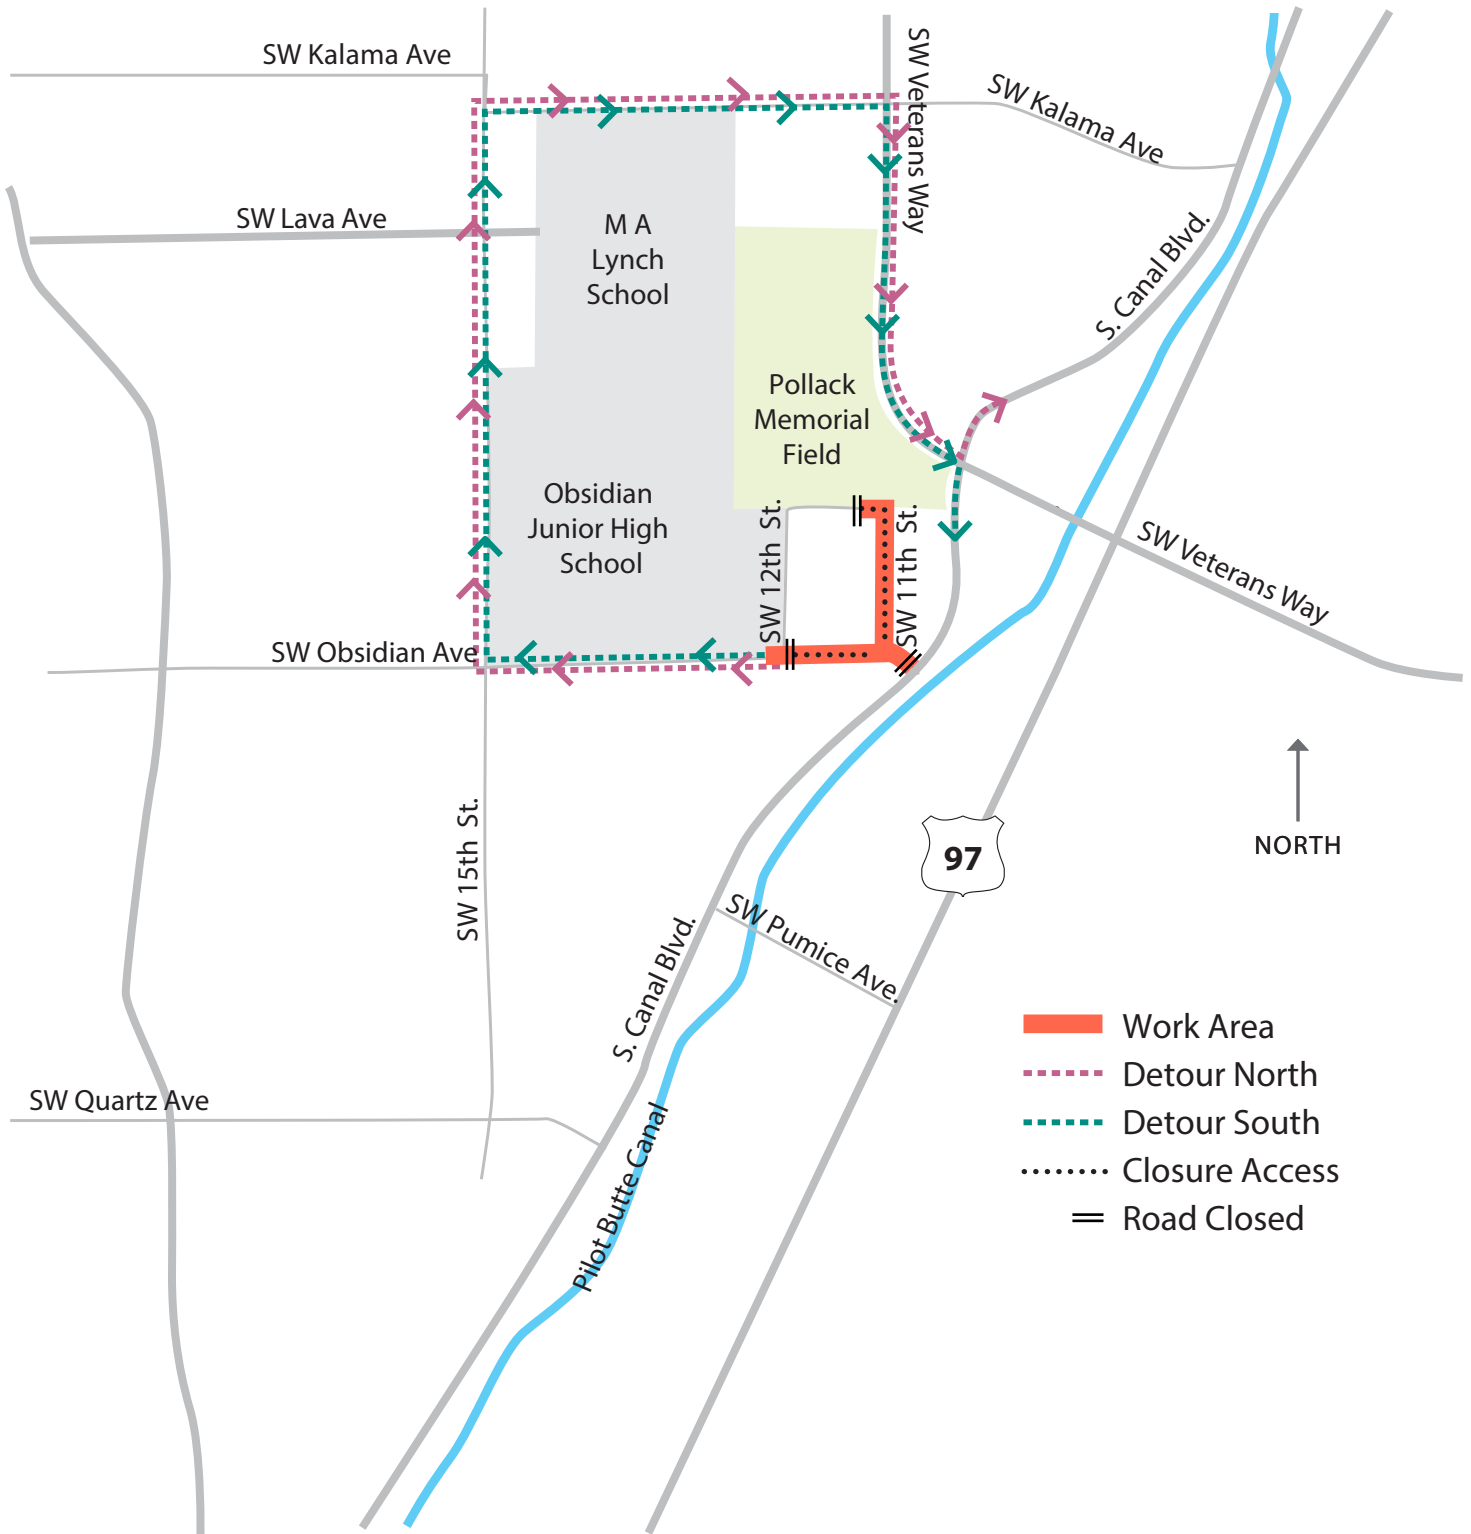 SW Kalama Ave
SW Veterans Way
SW Kalama Ave
SW Lava Ave
M A
Lynch
School
S. Canal Blvd.
Pollack
Memorial
Field
Obsidian
Junior High
School
SW 12th St.
SW 11th St.
SW Veterans Way
SW Obsidian Ave
NORTH
SW 15th St.
97
SW Pumice Ave.
S. Canal Blvd.
Work Area
Detour North
Detour South
Closure Access
Road Closed
SW Quartz Ave
Pilot Butte Canal